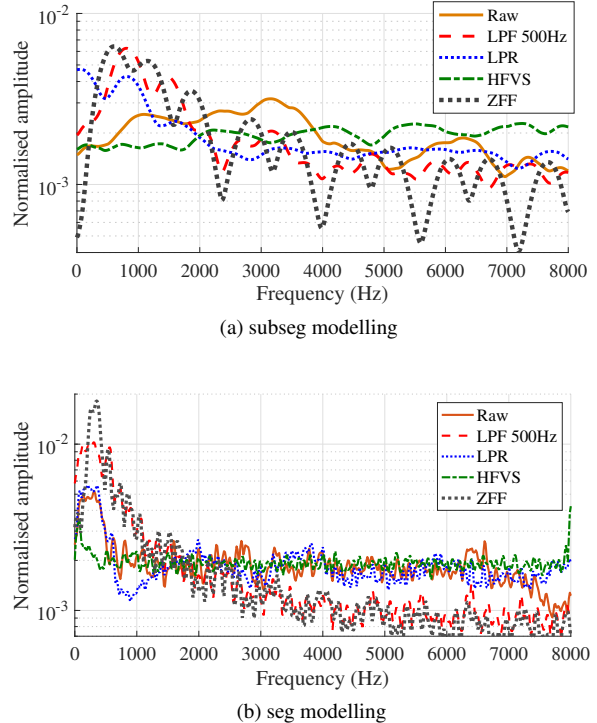 10^-2
10^-3
Normalised amplitude
Raw
LPF 500Hz
LPR
HFVS
ZFF
0 1000 2000 3000 4000 5000 6000 7000 8000
Frequency (Hz)
(a) subseg modelling
10^-2
10^-3
Normalised amplitude
Raw
LPF 500Hz
LPR
HFVS
ZFF
0 1000 2000 3000 4000 5000 6000 7000 8000
Frequency (Hz)
(b) seg modelling